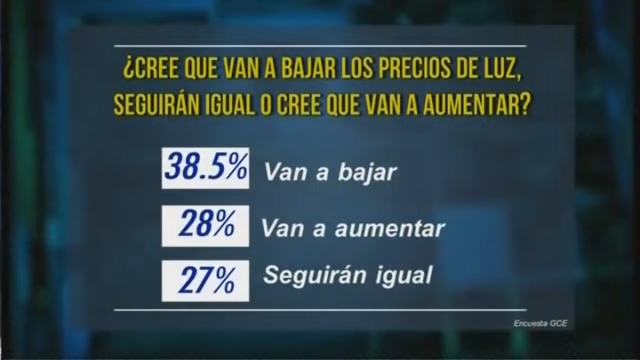 ¿CREE QUE VAN A BAJAR LOS PRECIOS DE LUZ,
SEGUIRÁN IGUAL O CREE QUE VAN A AUMENTAR?
38.5% Van a bajar
28% Van a aumentar
27% Seguirán igual
Encuesta GCE